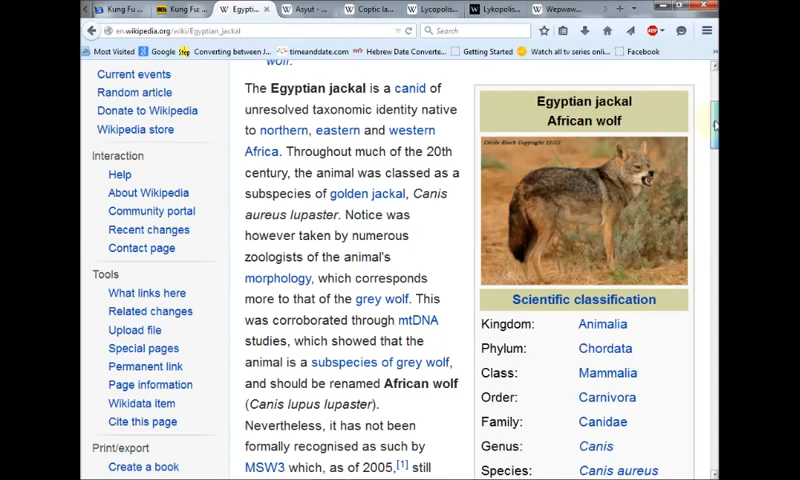 Kung Fu
Kung Fu:
Egypti
Asyut -
Coptic la
Lycopolis
Lykopolis
Wepwaw
en.wikipedia.org/wiki/Egyptian_jackal
Search
Most Visited
Google
Converting between J...
timeanddate.com
Hebrew Date Converte...
Getting Started
Watch all tv series onlin...
Facebook
Current events
Random article
Donate to Wikipedia
Wikipedia store
Interaction
Help
About Wikipedia
Community portal
Recent changes
Contact page
Tools
What links here
Related changes
Upload file
Special pages
Permanent link
Page information
Wikidata item
Cite this page
Print/export
Create a book
wolf.
The Egyptian jackal is a canid of
unresolved taxonomic identity native
to northern, eastern and western
Africa. Throughout much of the 20th
century, the animal was classed as a
subspecies of golden jackal, Canis
aureus lupaster. Notice was
however taken by numerous
zoologists of the animal's
morphology, which corresponds
more to that of the grey wolf. This
was corroborated through mtDNA
studies, which showed that the
animal is a subspecies of grey wolf,
and should be renamed African wolf
(Canis lupus lupaster).
Nevertheless, it has not been
formally recognised as such by
MSW3 which, as of 2005,[1] still
Egyptian jackal
African wolf
Scientific classification
Kingdom: Animalia
Phylum: Chordata
Class: Mammalia
Order: Carnivora
Family: Canidae
Genus: Canis
Species: Canis aureus